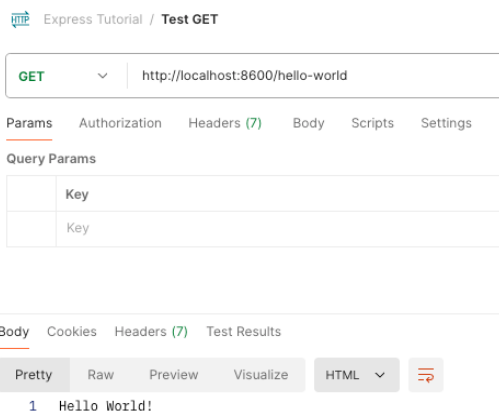 HTTP Express Tutorial / Test GET
GET http://localhost:8600/hello-world
Params Authorization Headers (7) Body Scripts Settings
Query Params
Key
Key
Body Cookies Headers (7) Test Results
Pretty Raw Preview Visualize HTML
1 Hello World!